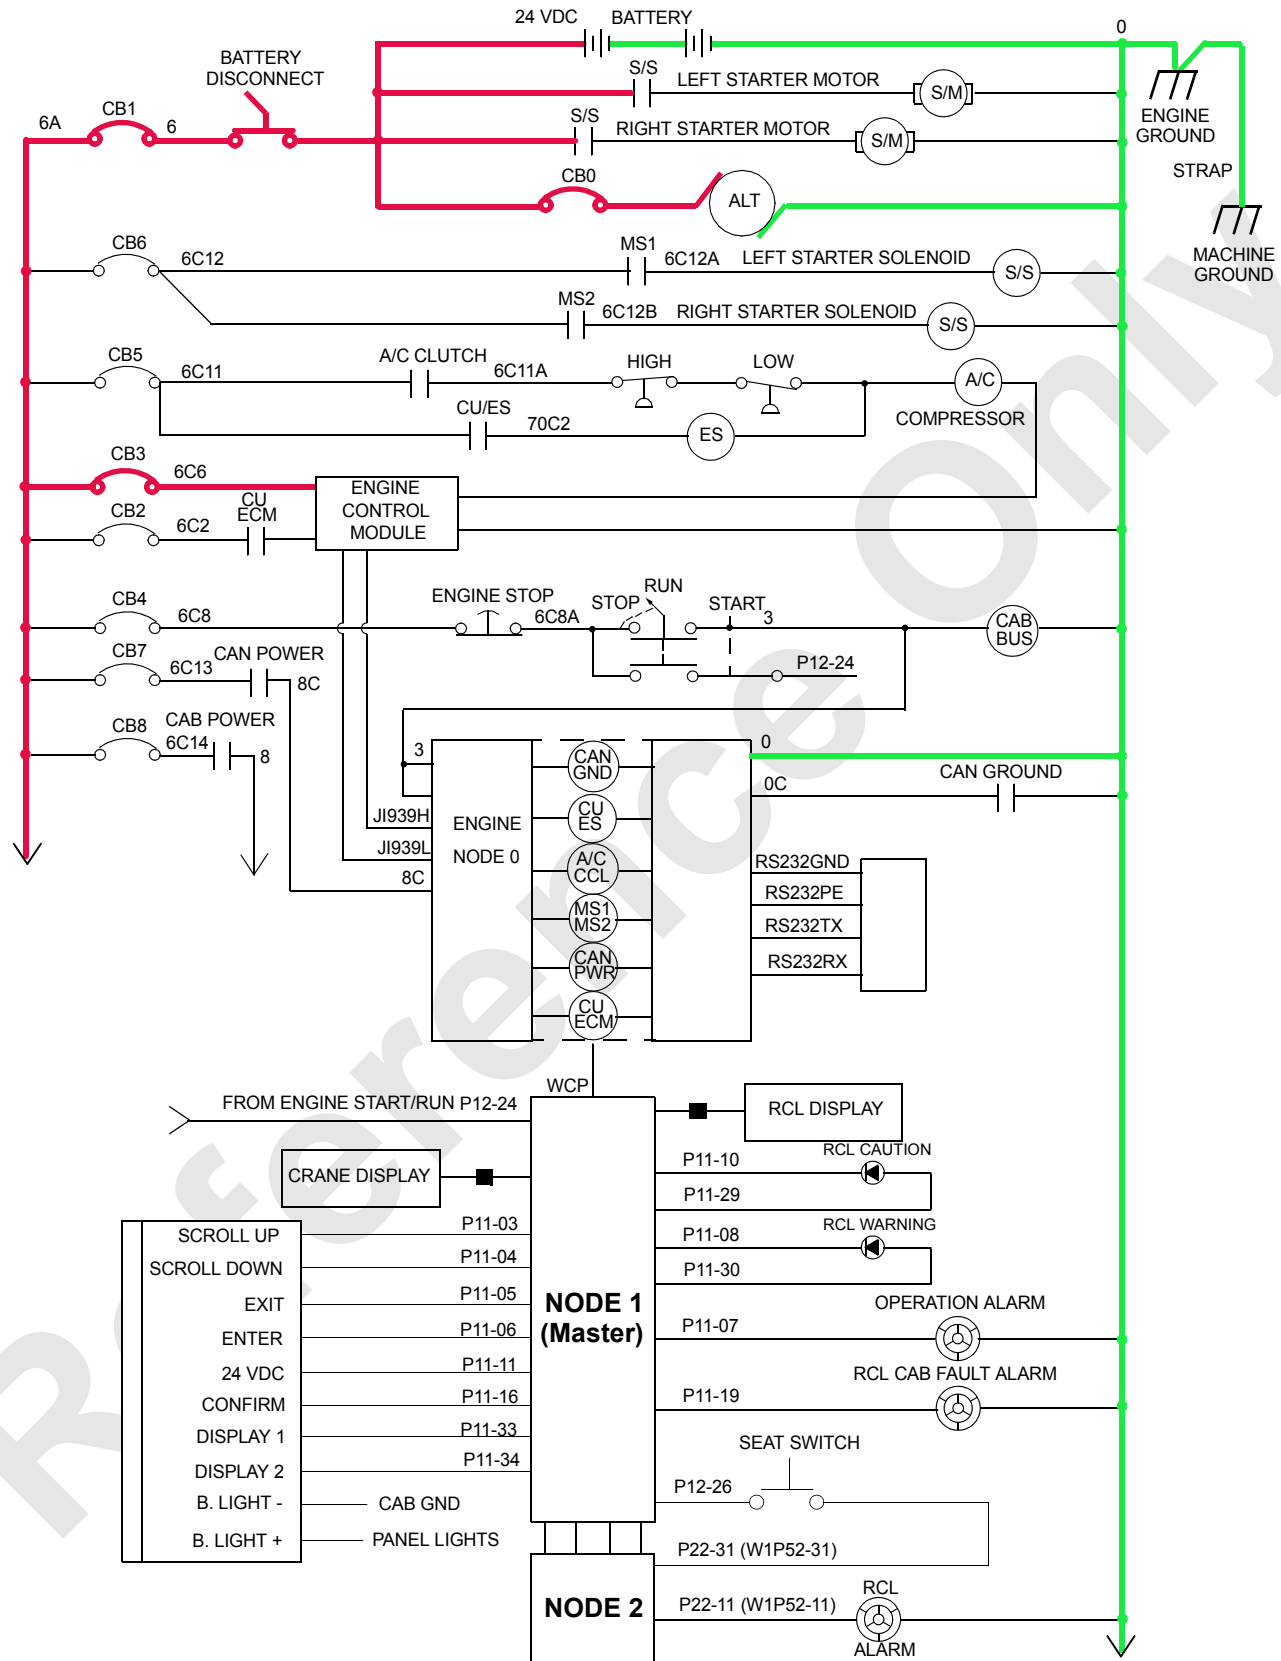 24 VDC
BATTERY
0
BATTERY
DISCONNECT
S/S
LEFT STARTER MOTOR
S/M
6A
CB1
6
S/S
RIGHT STARTER MOTOR
S/M
ENGINE
GROUND
STRAP
CB0
ALT
MACHINE
GROUND
CB6
6C12
MS1
6C12A
LEFT STARTER SOLENOID
S/S
MS2
6C12B
RIGHT STARTER SOLENOID
S/S
CB5
6C11
A/C CLUTCH
6C11A
HIGH
LOW
A/C
COMPRESSOR
CU/ES
70C2
ES
CB3
6C6
ENGINE
CONTROL
MODULE
CB2
6C2
CU
ECM
CB4
6C8
ENGINE STOP
6C8A
STOP
RUN
START
3
CAB
BUS
CB7
6C13
CAN POWER
8C
P12-24
CB8
CAB POWER
6C14
8
3
CAN
GND
0
0C
CAN GROUND
JI939H
JI939L
8C
ENGINE
NODE 0
CU
ES
A/C
CCL
MS1
MS2
CAN
PWR
CU
ECM
RS232GND
RS232PE
RS232TX
RS232RX
WCP
FROM ENGINE START/RUN P12-24
RCL DISPLAY
CRANE DISPLAY
P11-10
RCL CAUTION
P11-29
P11-08
RCL WARNING
P11-30
SCROLL UP
P11-03
SCROLL DOWN
P11-04
EXIT
P11-05
ENTER
P11-06
24 VDC
P11-11
CONFIRM
P11-16
DISPLAY 1
P11-33
DISPLAY 2
P11-34
B. LIGHT -
CAB GND
B. LIGHT +
PANEL LIGHTS
NODE 1
(Master)
OPERATION ALARM
P11-07
RCL CAB FAULT ALARM
P11-19
SEAT SWITCH
P12-26
P22-31 (W1P52-31)
NODE 2
P22-11 (W1P52-11)
RCL
ALARM
Reference Only